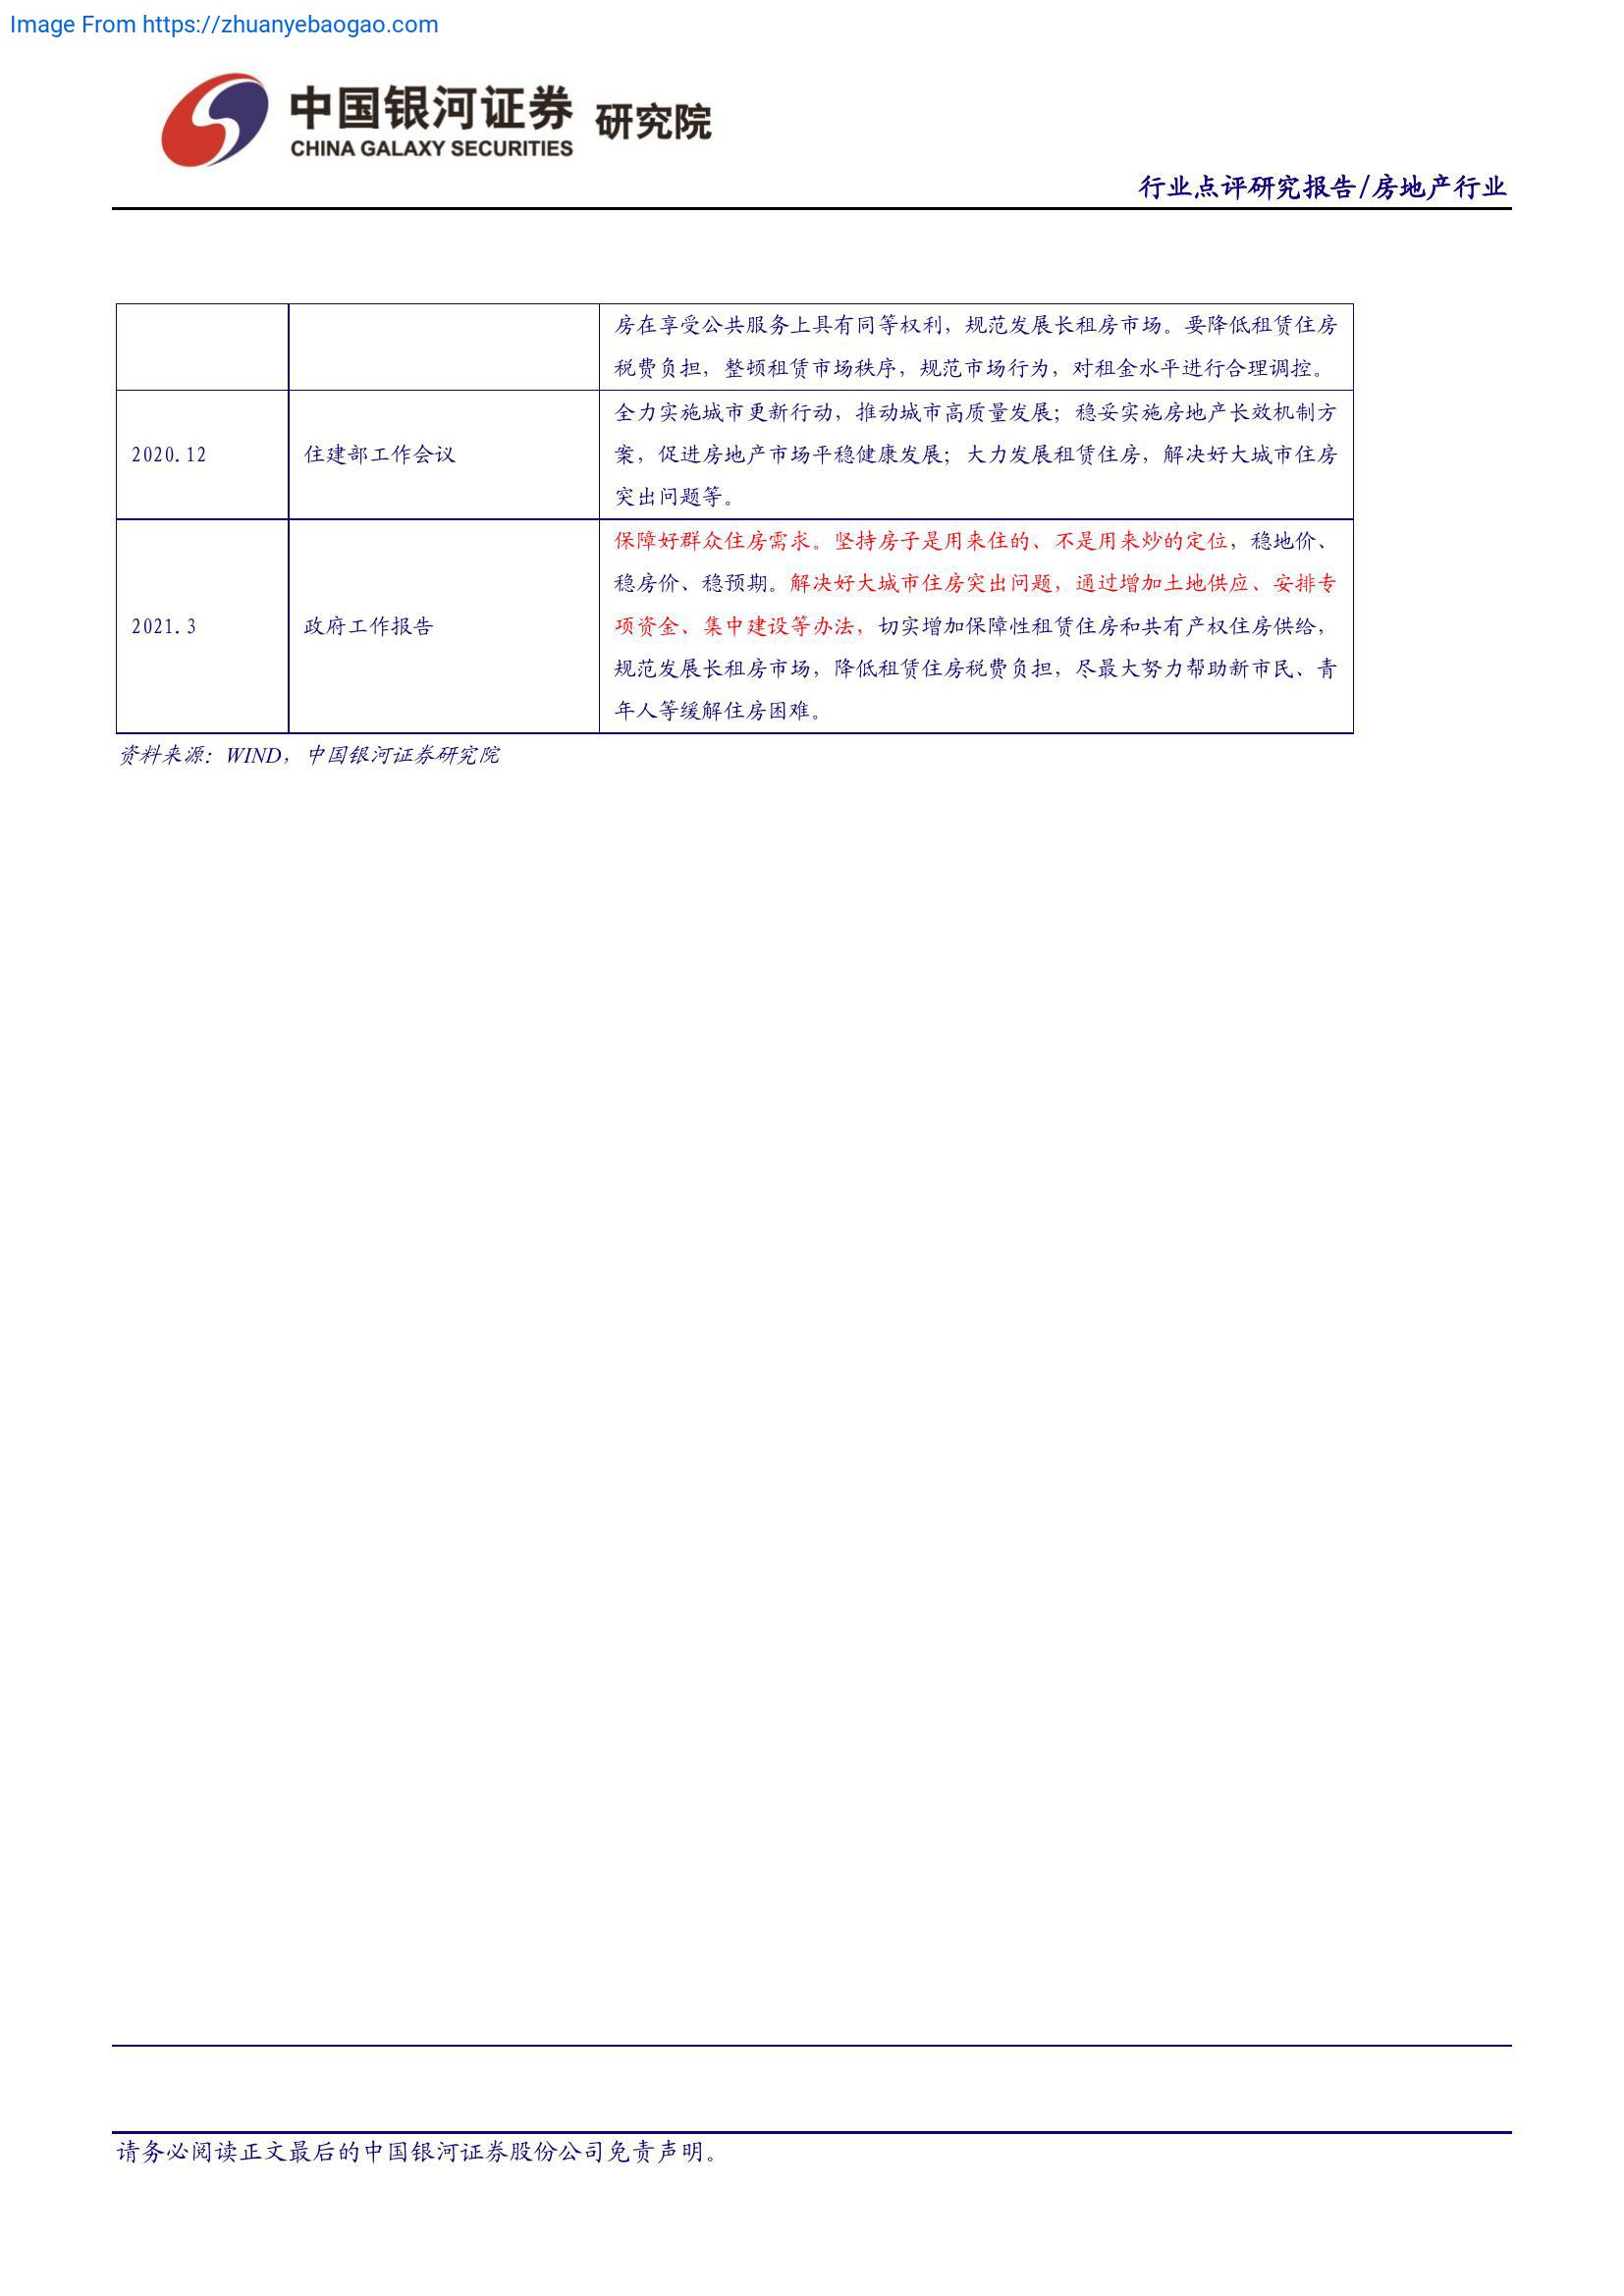 Image From https://zhuanyebaogao.com
中国银河证券 研究院
CHINA GALAXY SECURITIES
行业点评研究报告/房地产行业
房在享受公共服务上具有同等权利，规范发展长租房市场。要降低租赁住房
税费负担，整顿租赁市场秩序，规范市场行为，对租金水平进行合理调控。
2020.12
住建部工作会议
全力实施城市更新行动，推动城市高质量发展；稳妥实施房地产长效机制方
案，促进房地产市场平稳健康发展；大力发展租赁住房，解决好大城市住房
突出问题等。
2021.3
政府工作报告
保障好群众住房需求。坚持房子是用来住的、不是用来炒的定位，稳地价、
稳房价、稳预期。解决好大城市住房突出问题，通过增加土地供应、安排专
项资金、集中建设等办法，切实增加保障性租赁住房和共有产权住房供给，
规范发展长租房市场，降低租赁住房税费负担，尽最大努力帮助新市民、青
年人等缓解住房困难。
资料来源：WIND，中国银河证券研究院
请务必阅读正文最后的中国银河证券股份公司免责声明。